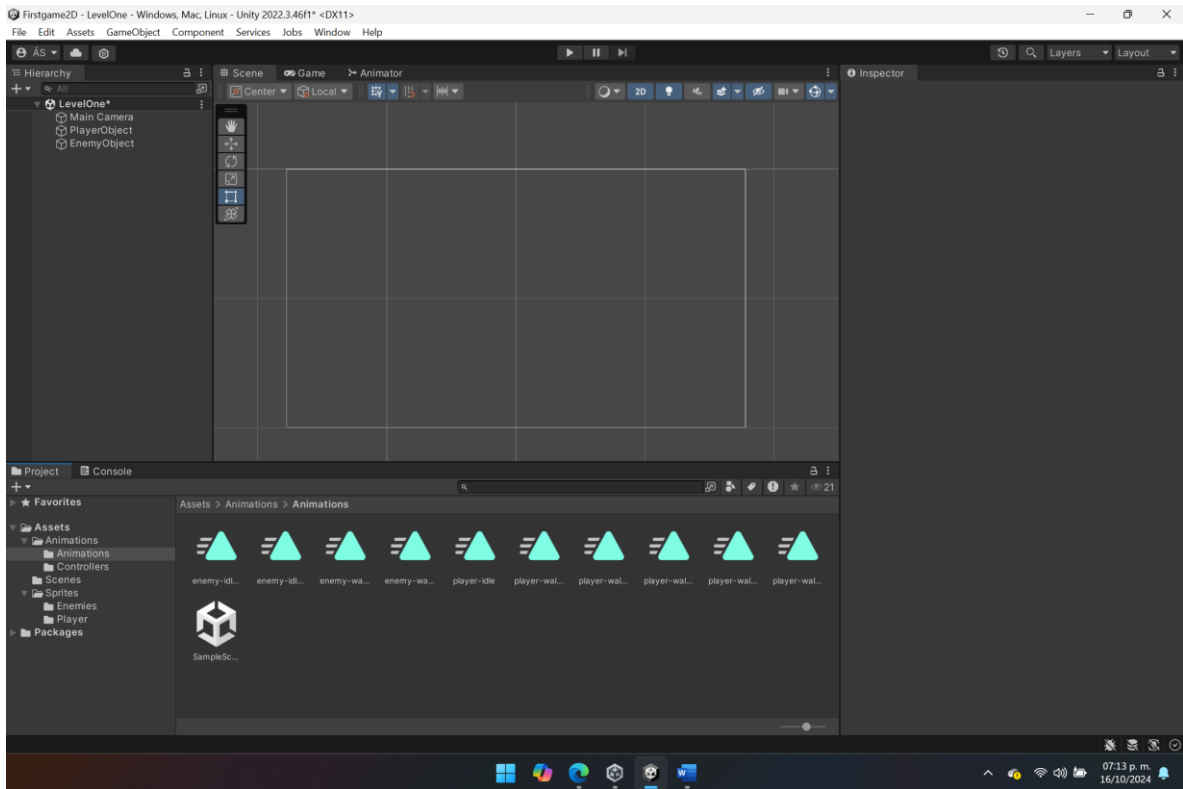 Firstgame2D - LevelOne - Windows, Mac, Linux - Unity 2022.3.46f1* <DX11>
File Edit Assets GameObject Component Services Jobs Window Help
ÁS
Layers Layout
Hierarchy
Scene Game Animator
Inspector
All
Center Local 2D
LevelOne*
Main Camera
PlayerObject
EnemyObject
Project Console
21
Favorites
Assets > Animations > Animations
Assets
Animations
Animations
Controllers
Scenes
Sprites
Enemies
Player
Packages
enemy-idl... enemy-idl... enemy-wa... enemy-wa... player-idle player-wal... player-wal... player-wal... player-wal... player-wal...
SampleSc...
07:13 p. m.
16/10/2024